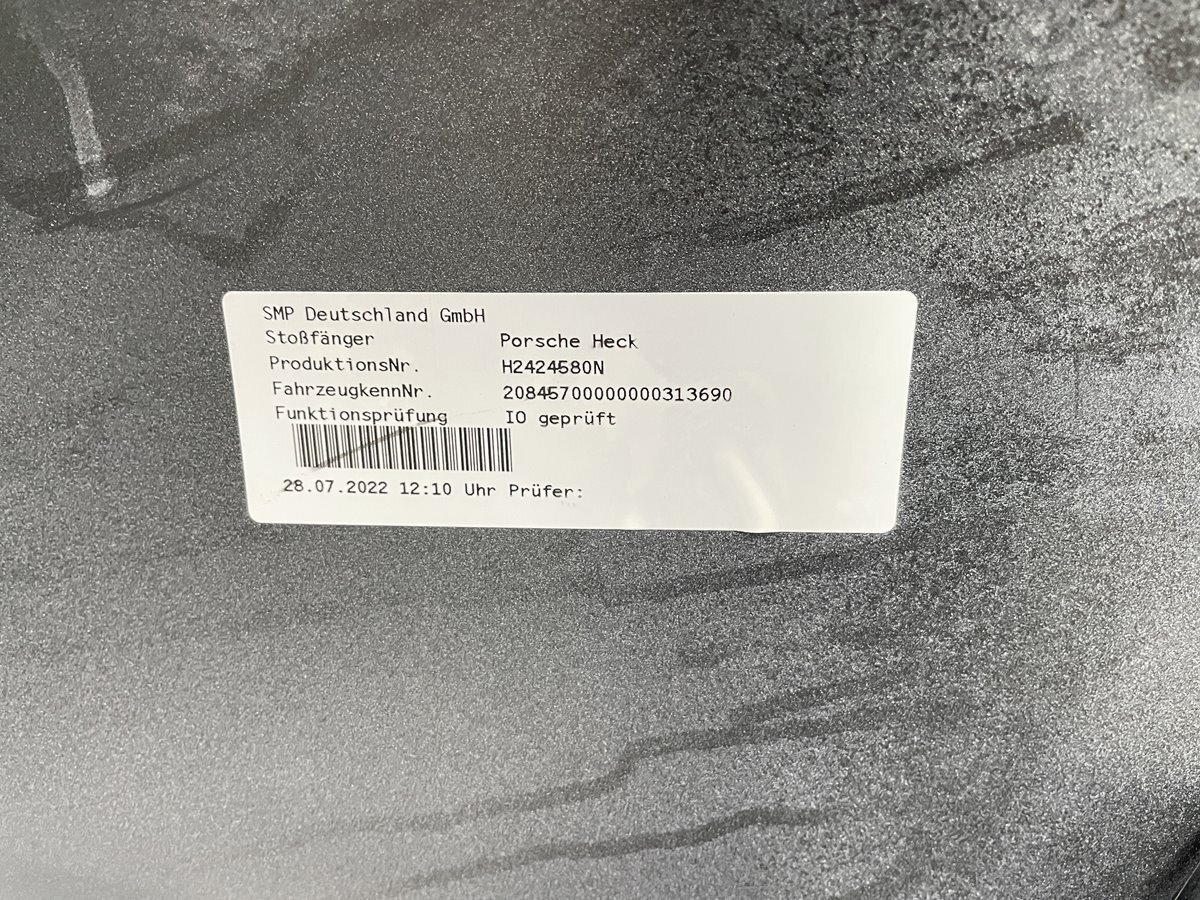 SMP Deutschland GmbH
Stoßfänger Porsche Heck
ProduktionsNr. H2424580N
FahrzeugkennNr. 20845700000000313690
Funktionsprüfung IO geprüft
28.07.2022 12:10 Uhr Prüfer: